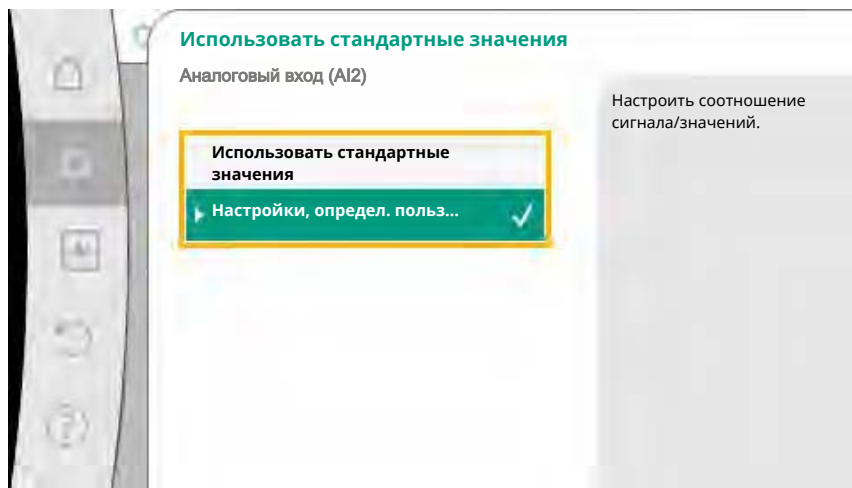 Использовать стандартные значения
Аналоговый вход (AI2)
Использовать стандартные
значения
Настройки, определ. польз...
Настроить соотношение
сигнала/значений.